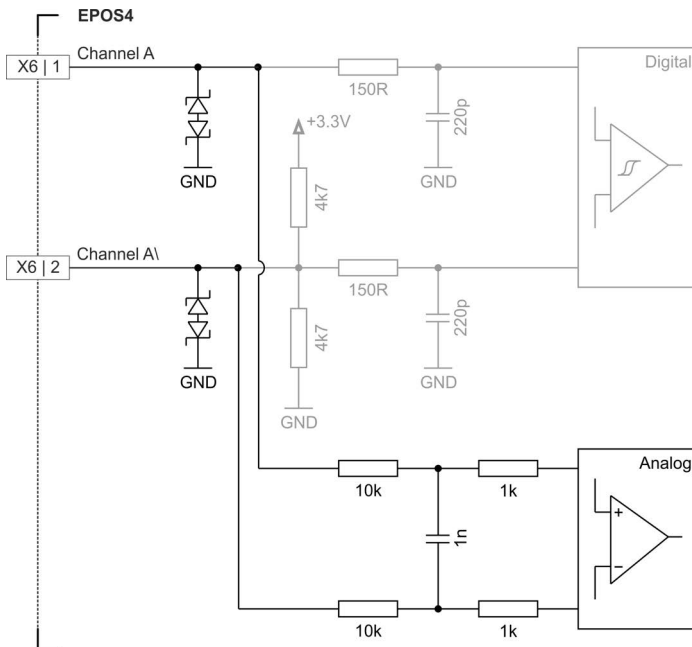 EPOS4
X6 | 1
Channel A
Digital
150R
220p
+3.3V
GND
GND
4k7
X6 | 2
Channel A\
150R
220p
4k7
GND
GND
GND
Analog
10k
1k
1n
+
−
10k
1k